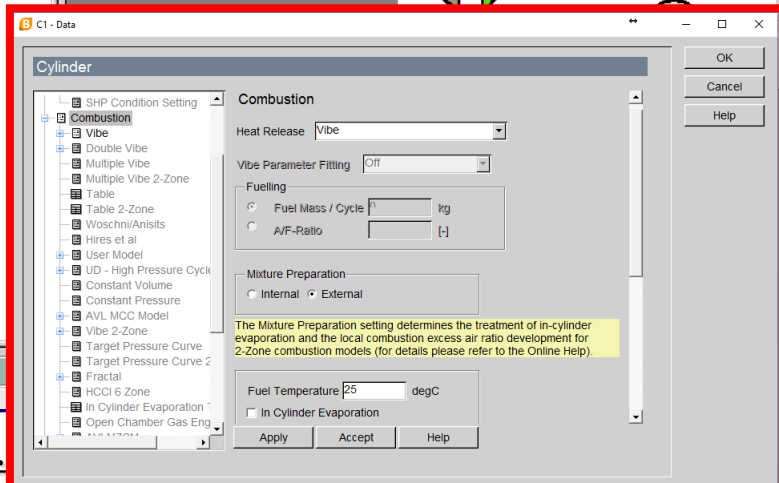 C1 - Data
OK
Cancel
Help
Cylinder
SHP Condition Setting
Combustion
Vibe
Double Vibe
Multiple Vibe
Multiple Vibe 2-Zone
Table
Table 2-Zone
Woschni/Anisits
Hires et al
User Model
UD - High Pressure Cycle
Constant Volume
Constant Pressure
AVL MCC Model
Vibe 2-Zone
Target Pressure Curve
Target Pressure Curve 2
Fractal
HCCI 6 Zone
In Cylinder Evaporation
Open Chamber Gas Eng
Combustion
Heat Release Vibe
Vibe Parameter Fitting Off
Fuelling
Fuel Mass / Cycle 0 kg
A/F-Ratio [-]
Mixture Preparation
Internal External
The Mixture Preparation setting determines the treatment of in-cylinder
evaporation and the local combustion excess air ratio development for
2-Zone combustion models (for details please refer to the Online Help).
Fuel Temperature 25 degC
In Cylinder Evaporation
Apply Accept Help